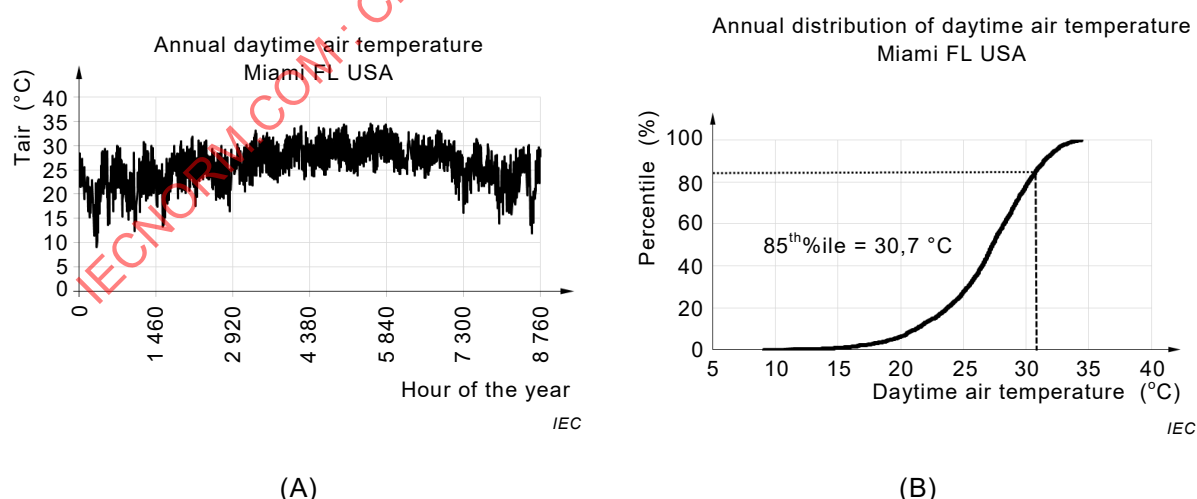 Annual daytime air temperature
Miami FL USA
Tair (°C)
40
35
30
25
20
15
10
5
0
0
1 460
2 920
4 380
5 840
7 300
8 760
Hour of the year
IEC
(A)
Annual distribution of daytime air temperature
Miami FL USA
Percentile (%)
100
80
60
40
20
0
85th%ile = 30,7 °C
5
10
15
20
25
30
35
40
Daytime air temperature (°C)
IEC
(B)
IECNORM.COM : C